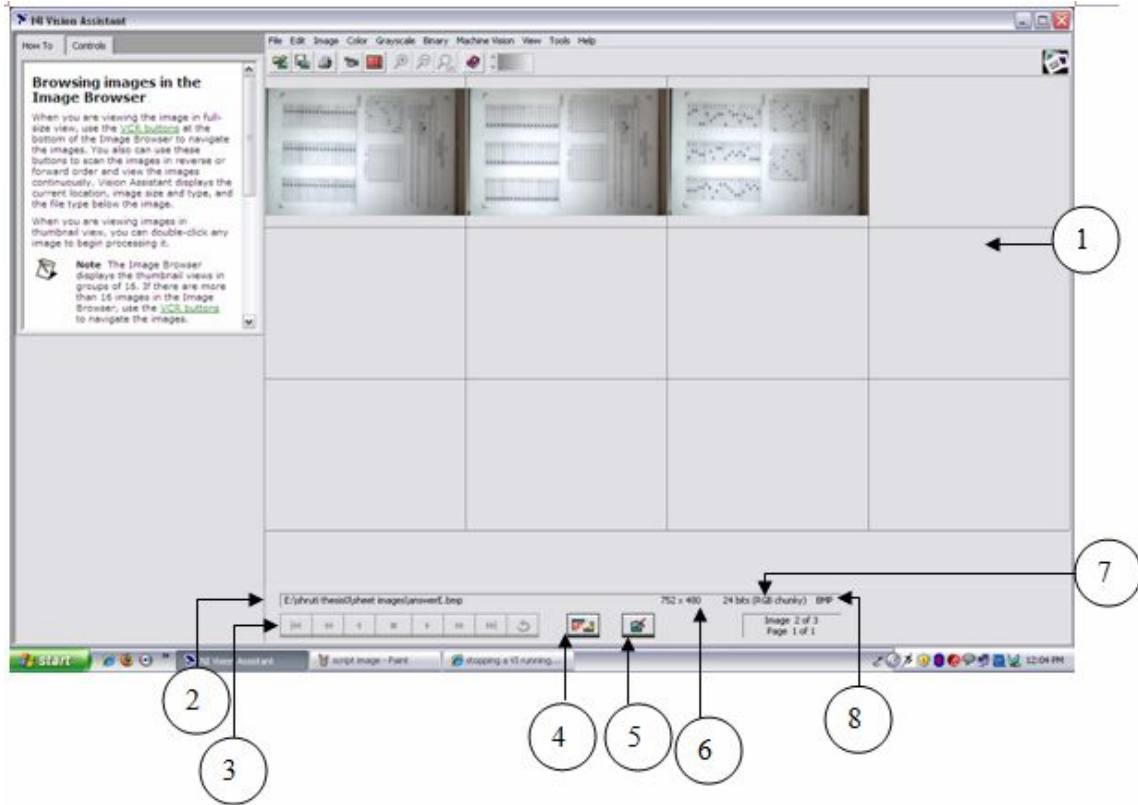 NI Vision Assistant
How To Controls
File Edit Image Color Grayscale Binary Machine Vision View Tools Help
Browsing images in the
Image Browser
When you are viewing the image in full-
size view, use the VCR buttons at the
bottom of the Image Browser to navigate
the images. You also can use these
buttons to scan the images in reverse or
forward order and view the images
continuously. Vision Assistant displays the
current location, image size and type, and
the file type below the image.
When you are viewing images in
thumbnail view, you can double-click any
image to begin processing it.
Note The Image Browser
displays the thumbnail views in
groups of 16. If there are more
than 16 images in the Image
Browser, use the VCR buttons
to navigate the images.
1
7
E:\phruti thesis\sheet images\answerE.bmp 752 x 480 24 bits (RGB chunky) BMP
Image 2 of 3
Page 1 of 1
start NI Vision Assistant script image - Paint stopping a VI running... 12:04 PM
2
3
4
5
6
8